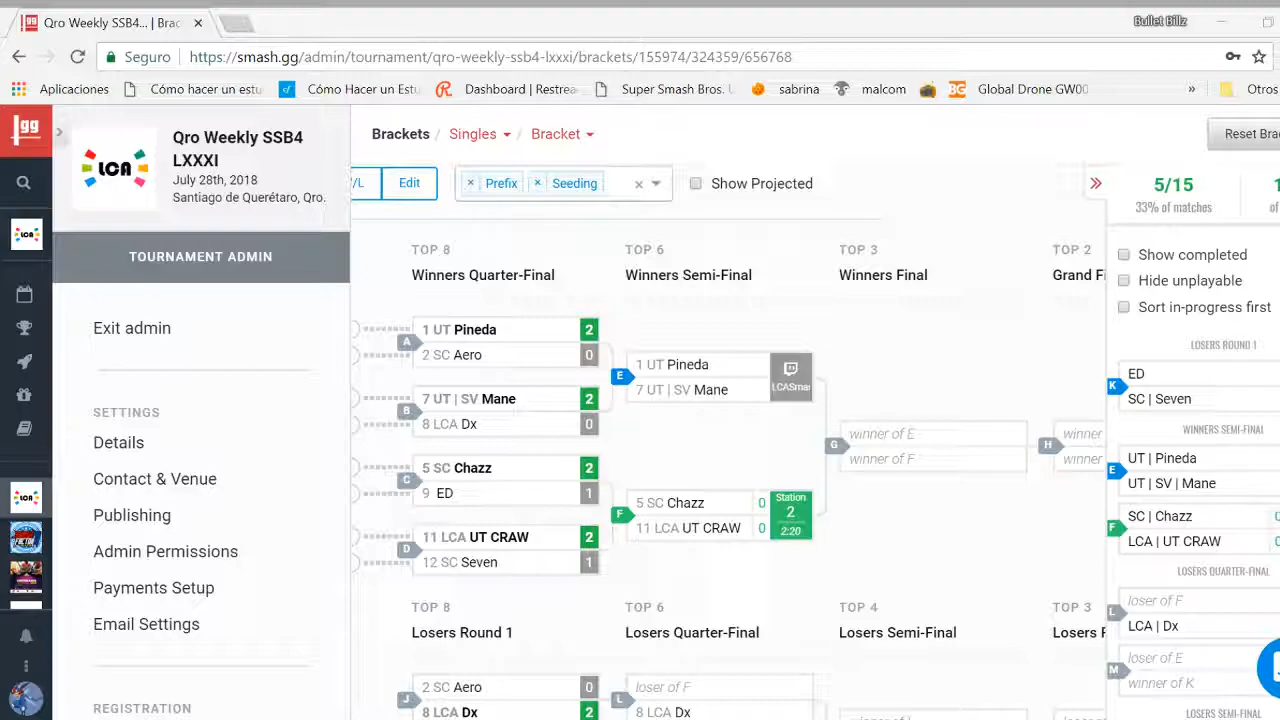 Qro Weekly SSB4... | Brac
Bullet Billz
Seguro
https://smash.gg/admin/tournament/qro-weekly-ssb4-lxxxi/brackets/155974/324359/656768
Aplicaciones
Cómo hacer un estu
Cómo Hacer un Estu
Dashboard | Restrea
Super Smash Bros. U
sabrina
malcom
BG
Global Drone GW00
»
Otros
gg
LCA
Qro Weekly SSB4
LXXXI
July 28th, 2018
Santiago de Querétaro, Qro.
TOURNAMENT ADMIN
Exit admin
SETTINGS
Details
Contact & Venue
Publishing
Admin Permissions
Payments Setup
Email Settings
REGISTRATION
Brackets / Singles / Bracket
Reset Brac
/L
Edit
× Prefix × Seeding ×
Show Projected
TOP 8
Winners Quarter-Final
TOP 6
Winners Semi-Final
TOP 3
Winners Final
TOP 2
Grand Fi
A
1 UT Pineda 2
2 SC Aero 0
B
7 UT | SV Mane 2
8 LCA Dx 0
C
5 SC Chazz 2
9 ED 1
D
11 LCA UT CRAW 2
12 SC Seven 1
E
1 UT Pineda
7 UT | SV Mane
LCASmas
F
5 SC Chazz 0
11 LCA UT CRAW 0
Station
2
2:20
G
winner of E
winner of F
H
winner
winner
TOP 8
Losers Round 1
TOP 6
Losers Quarter-Final
TOP 4
Losers Semi-Final
TOP 3
Losers F
J
2 SC Aero 0
8 LCA Dx 2
L
loser of F
8 LCA Dx
»
5/15
33% of matches
1
of
Show completed
Hide unplayable
Sort in-progress first
LOSERS ROUND 1
K
ED
SC | Seven
WINNERS SEMI-FINAL
E
UT | Pineda
UT | SV | Mane
F
SC | Chazz
LCA | UT CRAW
LOSERS QUARTER-FINAL
L
loser of F
LCA | Dx
M
loser of E
winner of K
LOSERS SEMI-FINAL